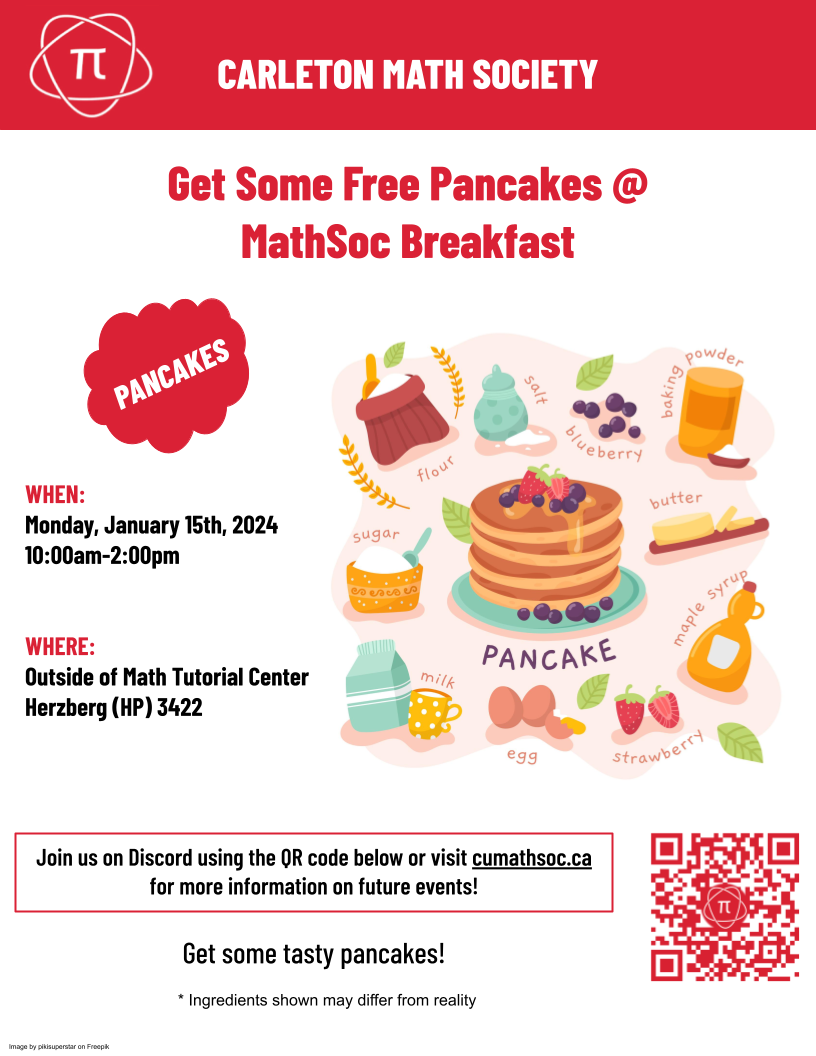 π
CARLETON MATH SOCIETY
Get Some Free Pancakes @
MathSoc Breakfast
PANCAKES
WHEN:
Monday, January 15th, 2024
10:00am-2:00pm
WHERE:
Outside of Math Tutorial Center
Herzberg (HP) 3422
flour
salt
blueberry
baking powder
sugar
butter
maple syrup
PANCAKE
milk
egg
strawberry
Join us on Discord using the QR code below or visit cumathsoc.ca
for more information on future events!
π
Get some tasty pancakes!
* Ingredients shown may differ from reality
Image by pikisuperstar on Freepik